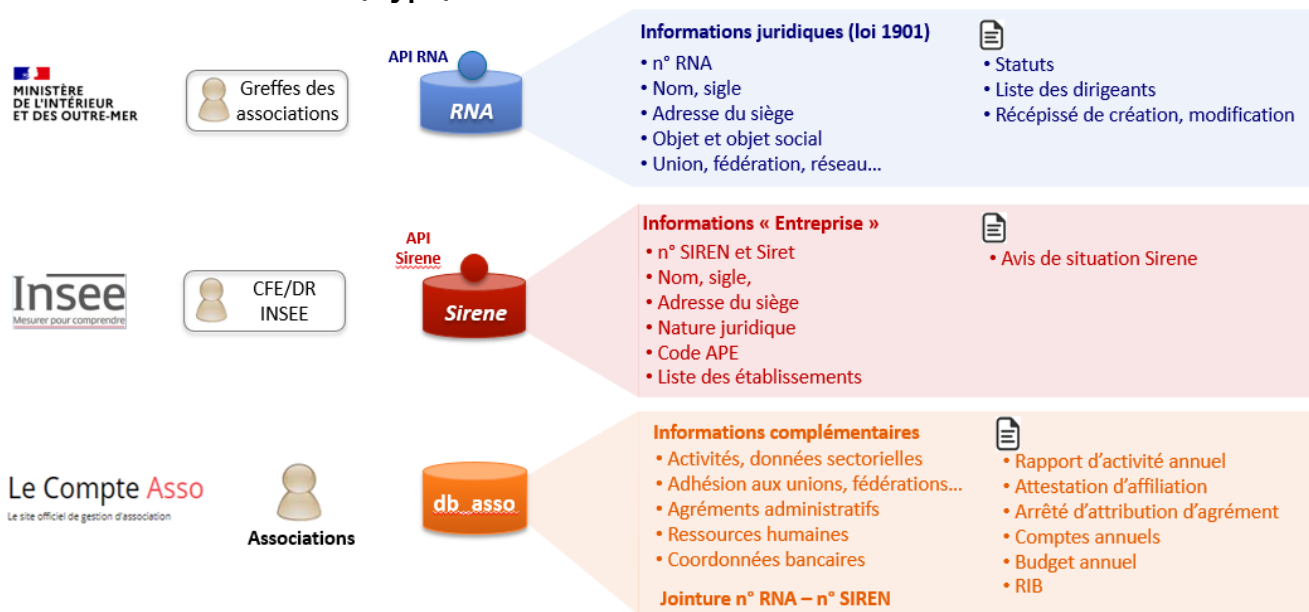 MINISTÈRE
DE L'INTÉRIEUR
ET DES OUTRE-MER
Greffes des
associations
API RNA
RNA
Informations juridiques (loi 1901)
• n° RNA
• Nom, sigle
• Adresse du siège
• Objet et objet social
• Union, fédération, réseau...
• Statuts
• Liste des dirigeants
• Récépissé de création, modification
Insee
Mesurer pour comprendre
CFE/DR
INSEE
API
Sirene
Sirene
Informations « Entreprise »
• n° SIREN et Siret
• Nom, sigle,
• Adresse du siège
• Nature juridique
• Code APE
• Liste des établissements
• Avis de situation Sirene
Le Compte Asso
Le site officiel de gestion d'association
Associations
db_asso
Informations complémentaires
• Activités, données sectorielles
• Adhésion aux unions, fédérations...
• Agréments administratifs
• Ressources humaines
• Coordonnées bancaires
Jointure n° RNA – n° SIREN
• Rapport d'activité annuel
• Attestation d'affiliation
• Arrêté d'attribution d'agrément
• Comptes annuels
• Budget annuel
• RIB